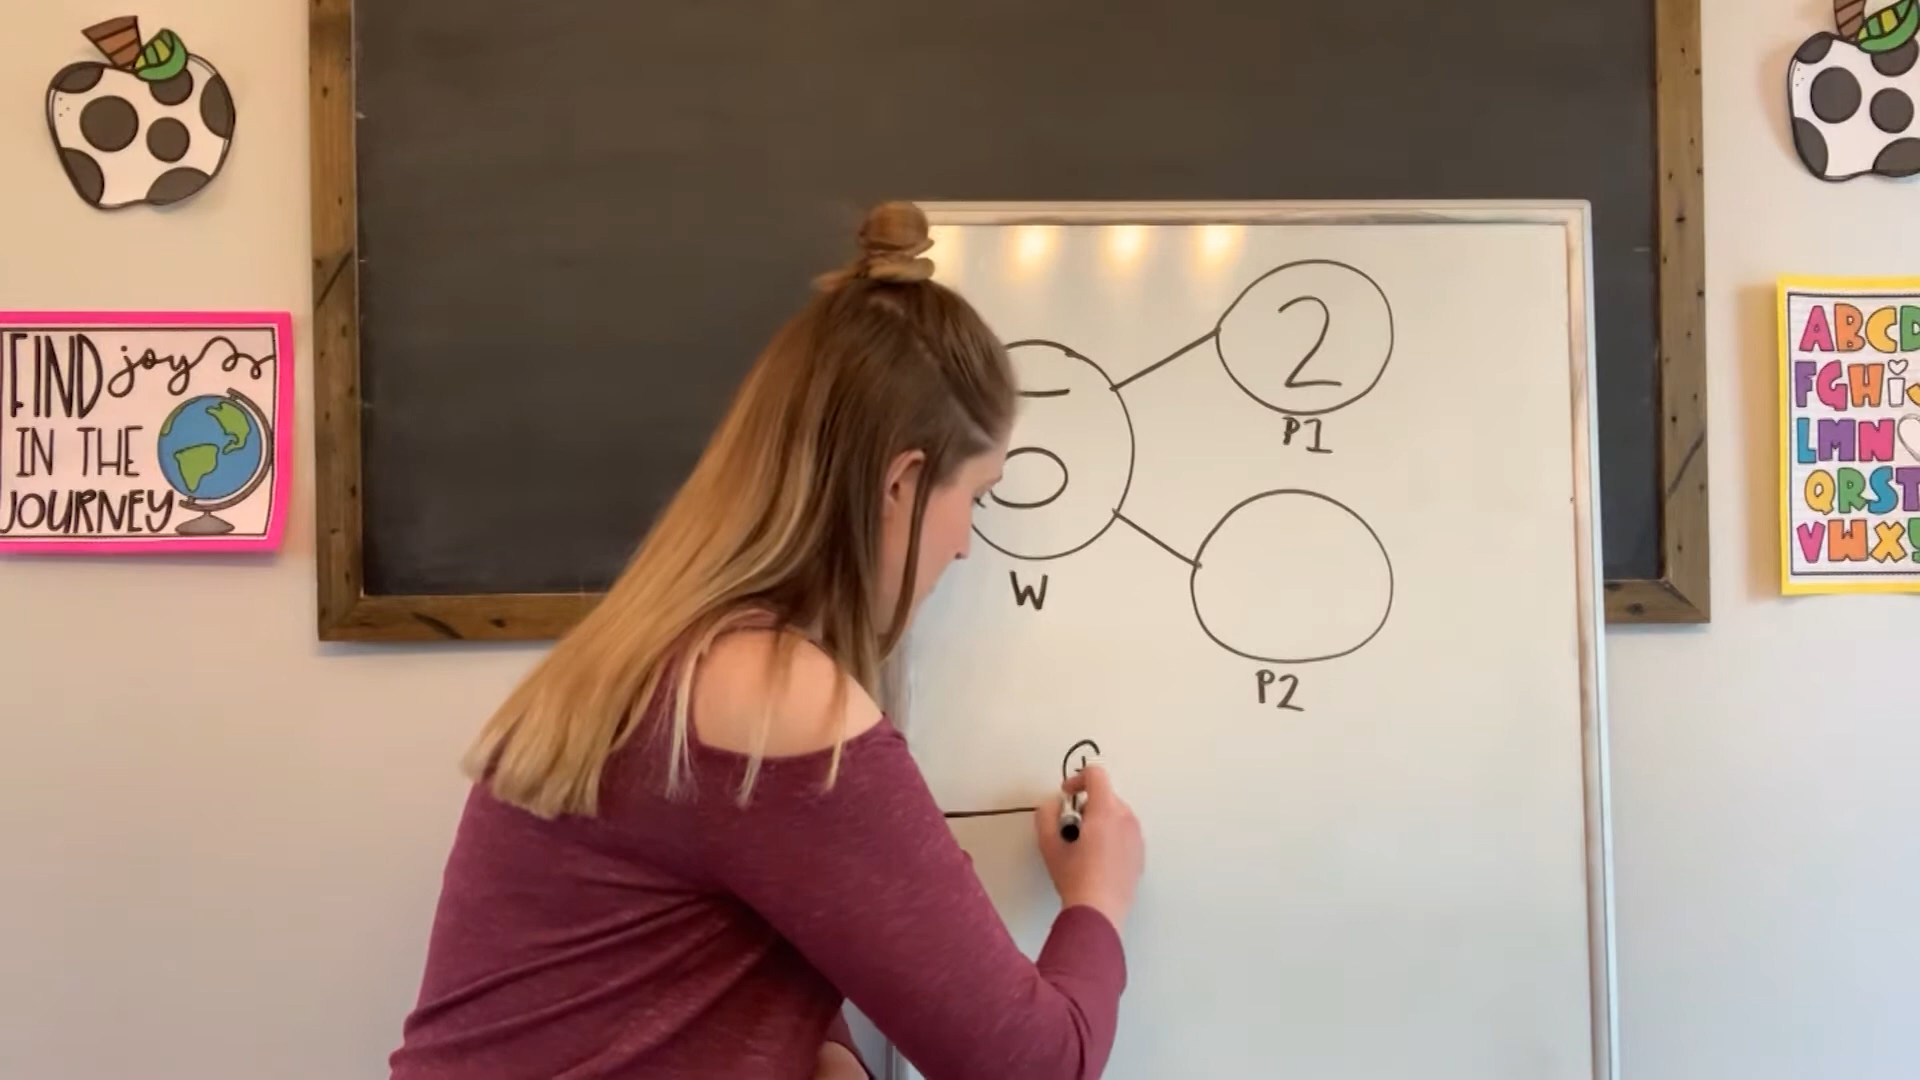 FIND joy
IN THE
JOURNEY
2
P1
W
P2
ABCD
FGHi
LMN
QRST
VWXY